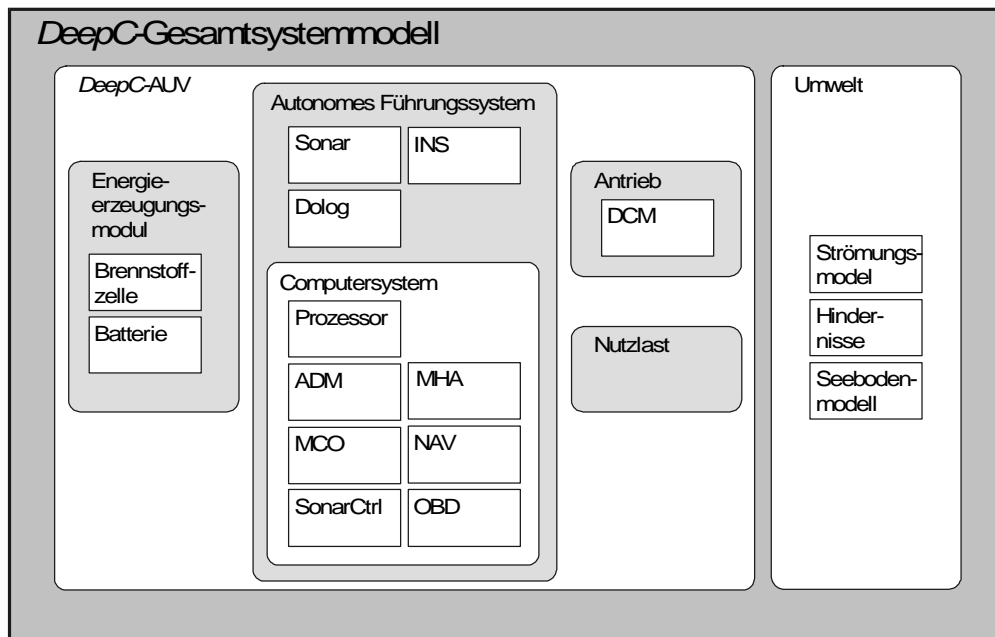 DeepC-Gesamtsystemmodell
DeepC-AUV
Energie-
erzeugungs-
modul
Brennstoff-
zelle
Batterie
Autonomes Führungssystem
Sonar
INS
Dolog
Computersystem
Prozessor
ADM
MHA
MCO
NAV
SonarCtrl
OBD
Antrieb
DCM
Nutzlast
Umwelt
Strömungs-
model
Hinder-
nisse
Seeboden-
modell